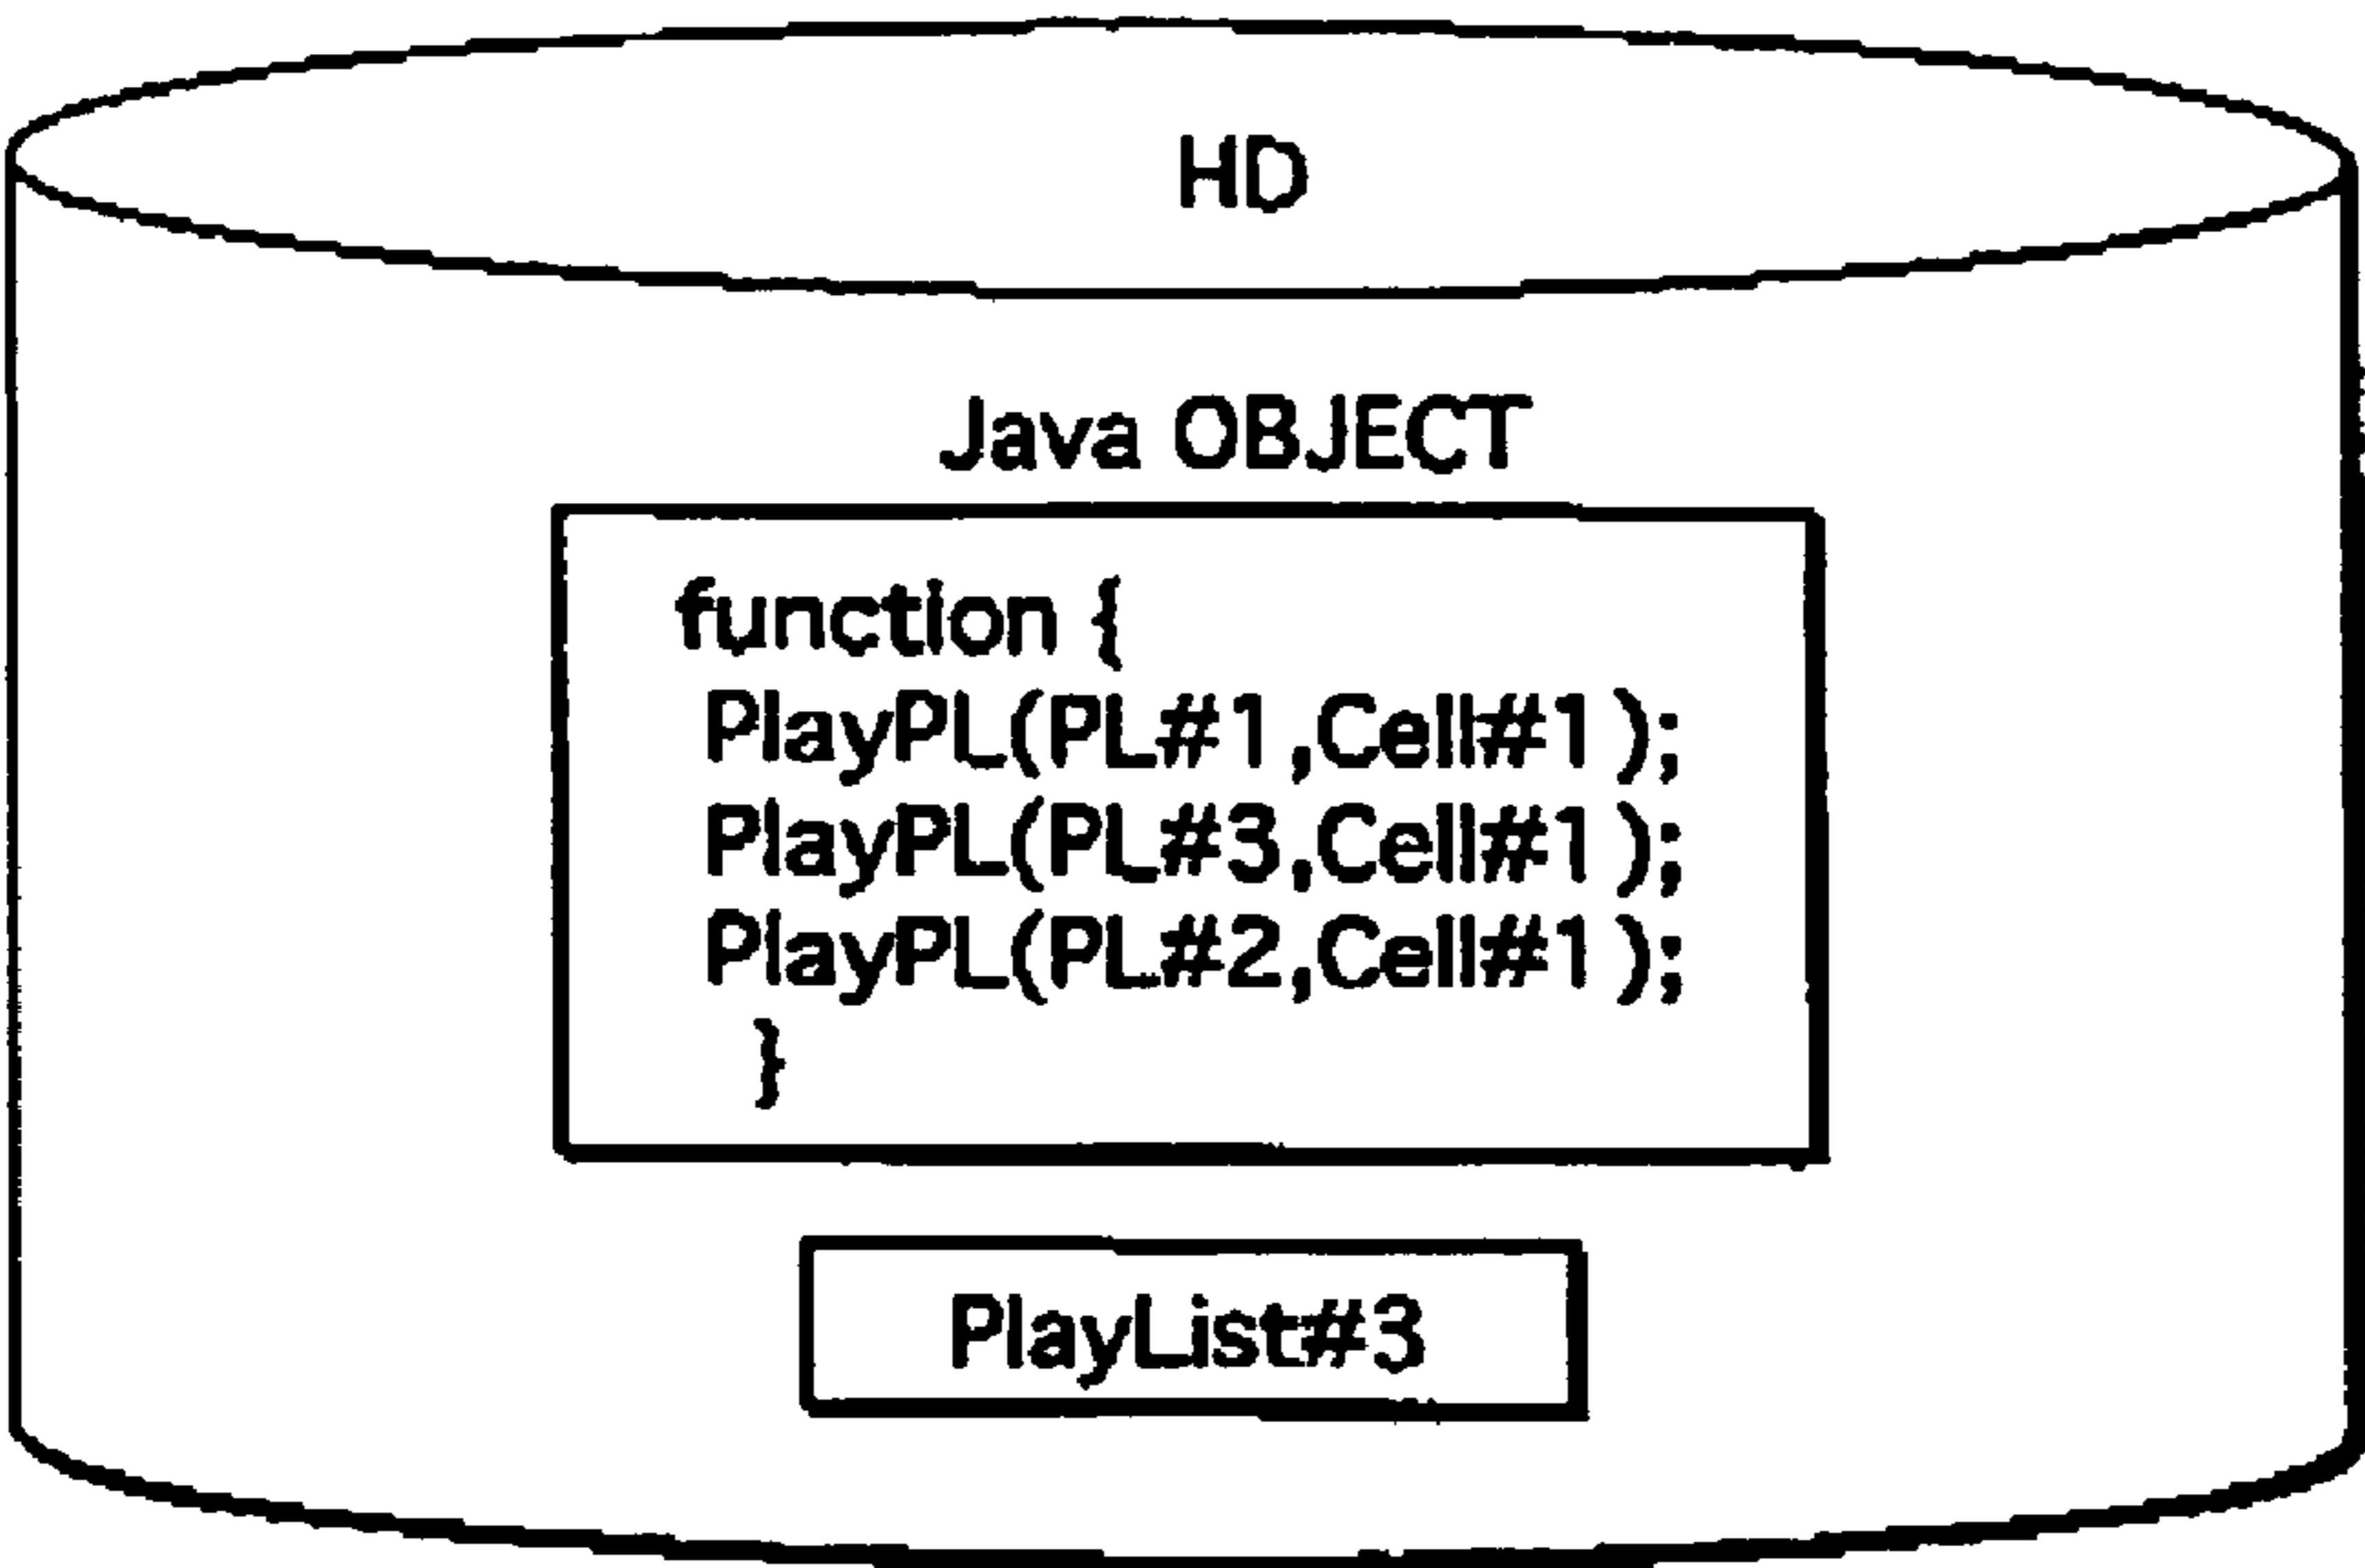 HD
Java OBJECT
function {
PlayPL(PL#1,Cell#1);
PlayPL(PL#3,Cell#1);
PlayPL(PL#2,Cell#1);
}
PlayList#3